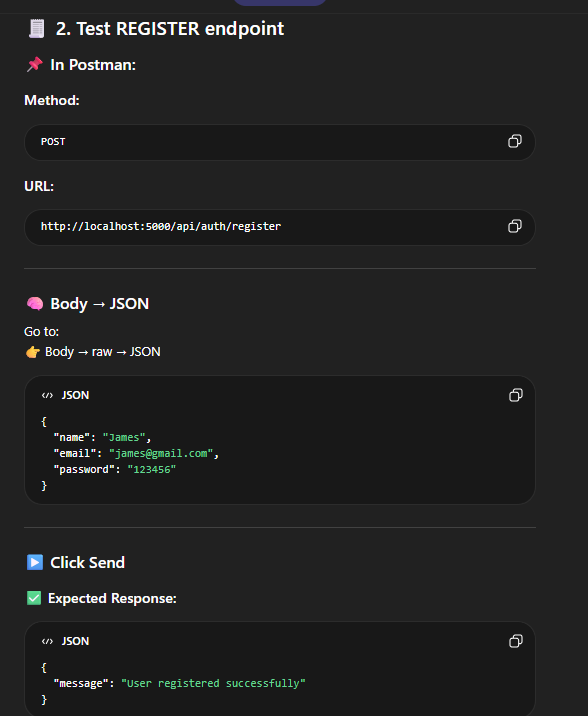 2. Test REGISTER endpoint
In Postman:
Method:
POST
URL:
http://localhost:5000/api/auth/register
Body → JSON
Go to:
👉 Body → raw → JSON
</> JSON
{
"name": "James",
"email": "james@gmail.com",
"password": "123456"
}
Click Send
Expected Response:
</> JSON
{
"message": "User registered successfully"
}